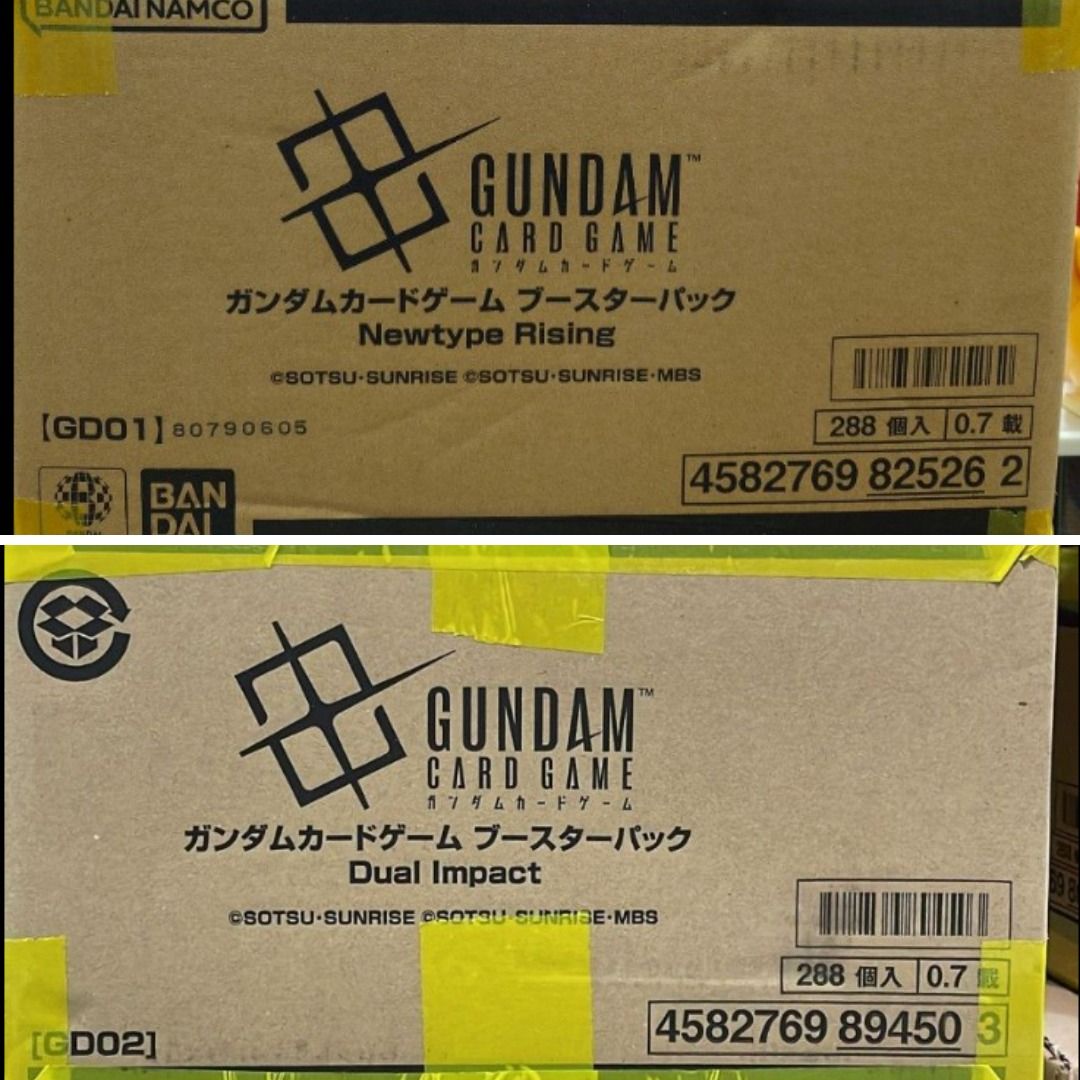 BANDAI NAMCO
GUNDAM™
CARD GAME
ガンダムカードゲーム
ガンダムカードゲーム ブースターパック
Newtype Rising
©SOTSU・SUNRISE ©SOTSU・SUNRISE・MBS
【GD01】80790605
288 個入 0.7 載
4582769 82526 2
BAN
DAI
GUNDAM™
CARD GAME
ガンダムカードゲーム
ガンダムカードゲーム ブースターパック
Dual Impact
©SOTSU・SUNRISE ©SOTSU・SUNRISE・MBS
288 個入 0.7 載
4582769 89450 3
[GD02]